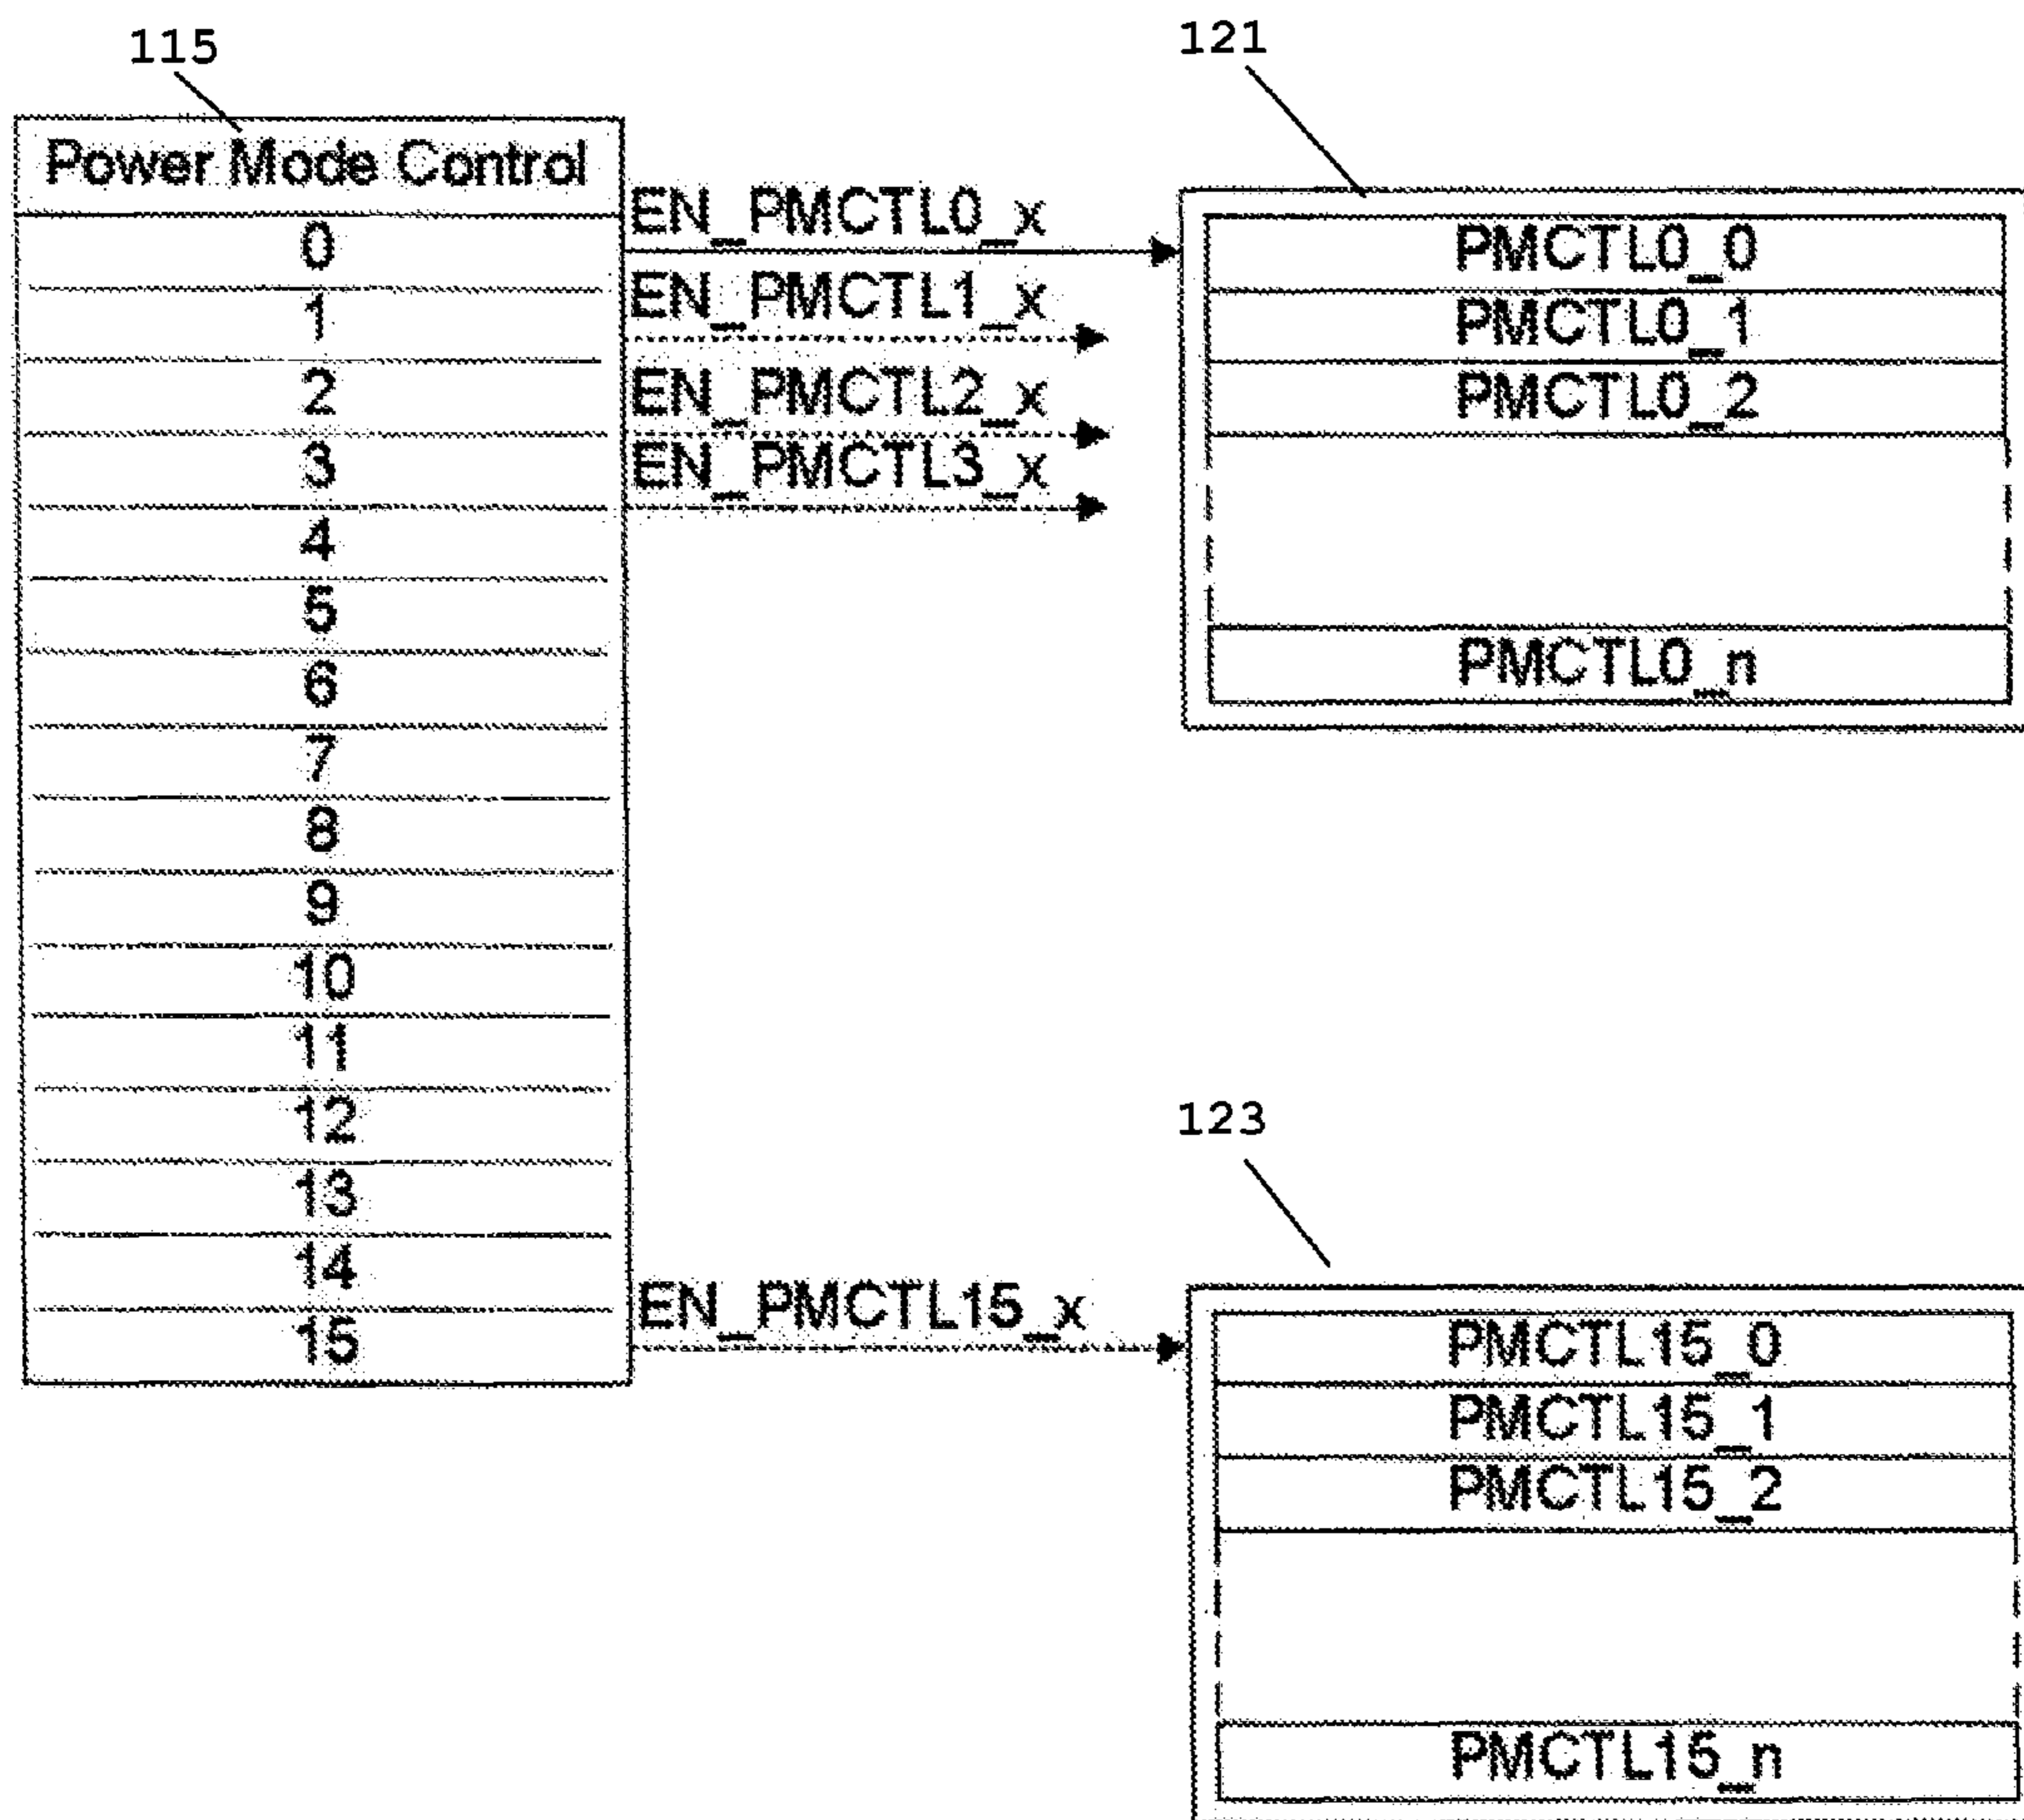 115
121
Power Mode Control
0
1
2
3
4
5
6
7
8
9
10
11
12
13
14
15
EN_PMCTL0_x
EN_PMCTL1_x
EN_PMCTL2_x
EN_PMCTL3_x
EN_PMCTL15_x
PMCTL0_0
PMCTL0_1
PMCTL0_2
PMCTL0_n
123
PMCTL15_0
PMCTL15_1
PMCTL15_2
PMCTL15_n